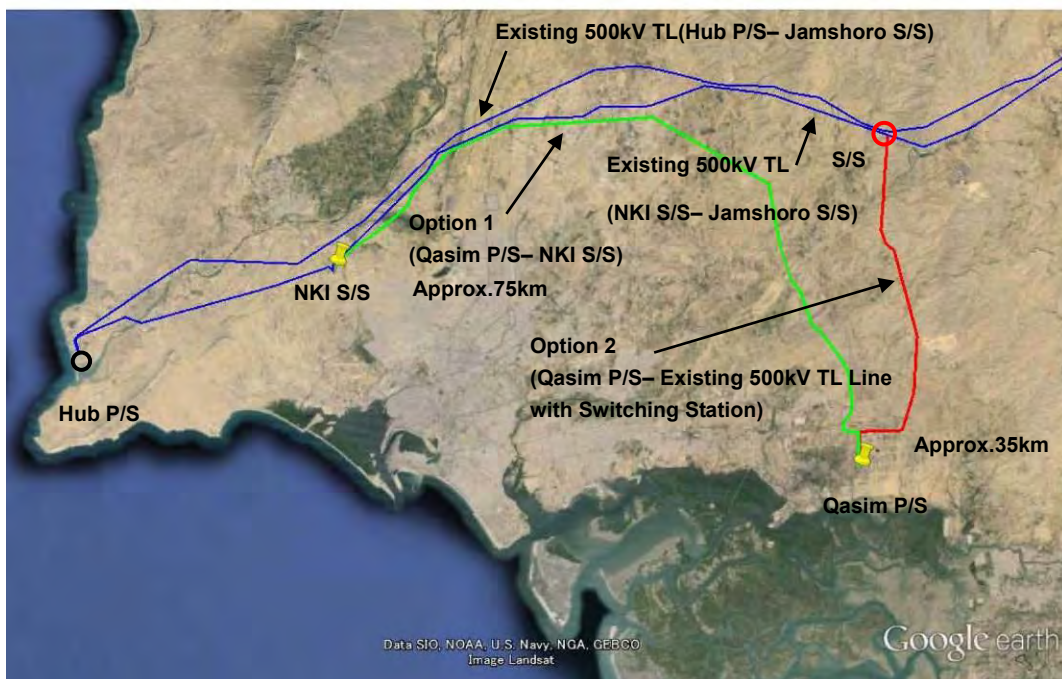 Existing 500kV TL(Hub P/S– Jamshoro S/S)
Existing 500kV TL
S/S
(NKI S/S– Jamshoro S/S)
Option 1
(Qasim P/S– NKI S/S)
Approx.75km
NKI S/S
Option 2
(Qasim P/S– Existing 500kV TL Line
with Switching Station)
Hub P/S
Approx.35km
Qasim P/S
Data SIO, NOAA, U.S. Navy, NGA, GEBCO
Image Landsat
Google earth